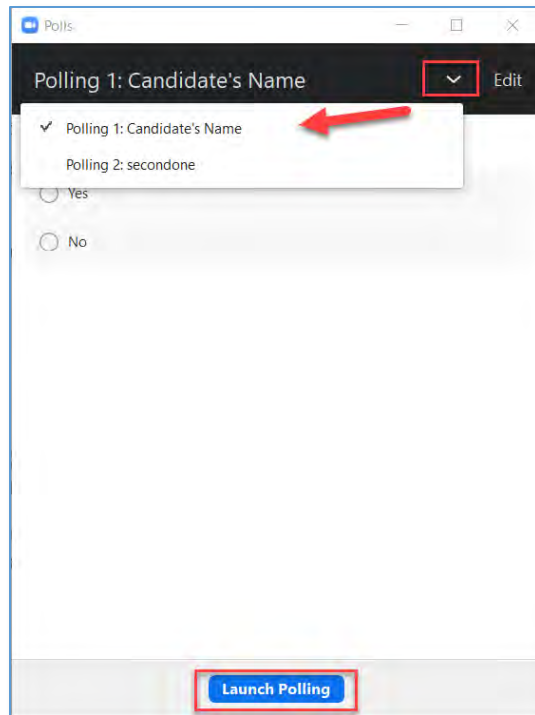 Polls
Polling 1: Candidate's Name
Edit
Polling 1: Candidate's Name
Polling 2: secondone
Yes
No
Launch Polling